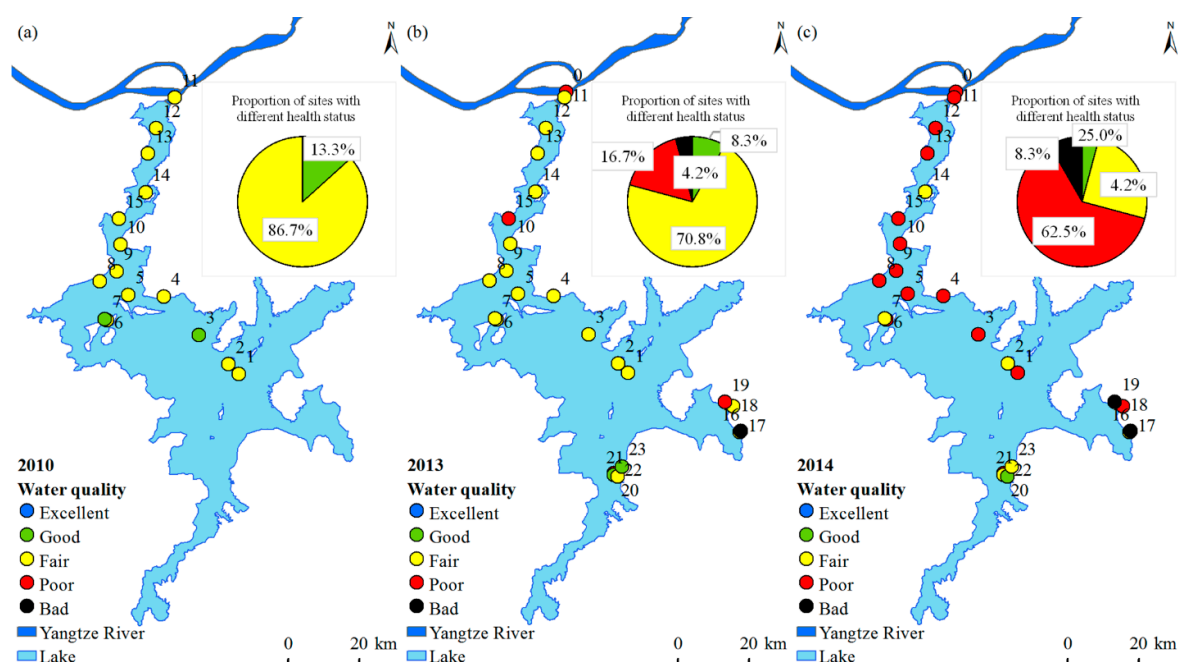 (a)
N
11
12
13
14
15
10
9
8
5
4
7
6
3
2
1
Proportion of sites with
different health status
13.3%
86.7%
2010
Water quality
Excellent
Good
Fair
Poor
Bad
Yangtze River
Lake
0 20 km
(b)
N
0
11
12
13
14
15
10
9
8
5
4
7
6
3
2
1
19
18
16
17
23
21
22
20
Proportion of sites with
different health status
8.3%
16.7%
4.2%
70.8%
2013
Water quality
Excellent
Good
Fair
Poor
Bad
Yangtze River
Lake
0 20 km
(c)
N
0
11
12
13
14
15
10
9
8
5
4
7
6
3
2
1
19
18
16
17
23
21
22
20
Proportion of sites with
different health status
25.0%
8.3%
4.2%
62.5%
2014
Water quality
Excellent
Good
Fair
Poor
Bad
Yangtze River
Lake
0 20 km